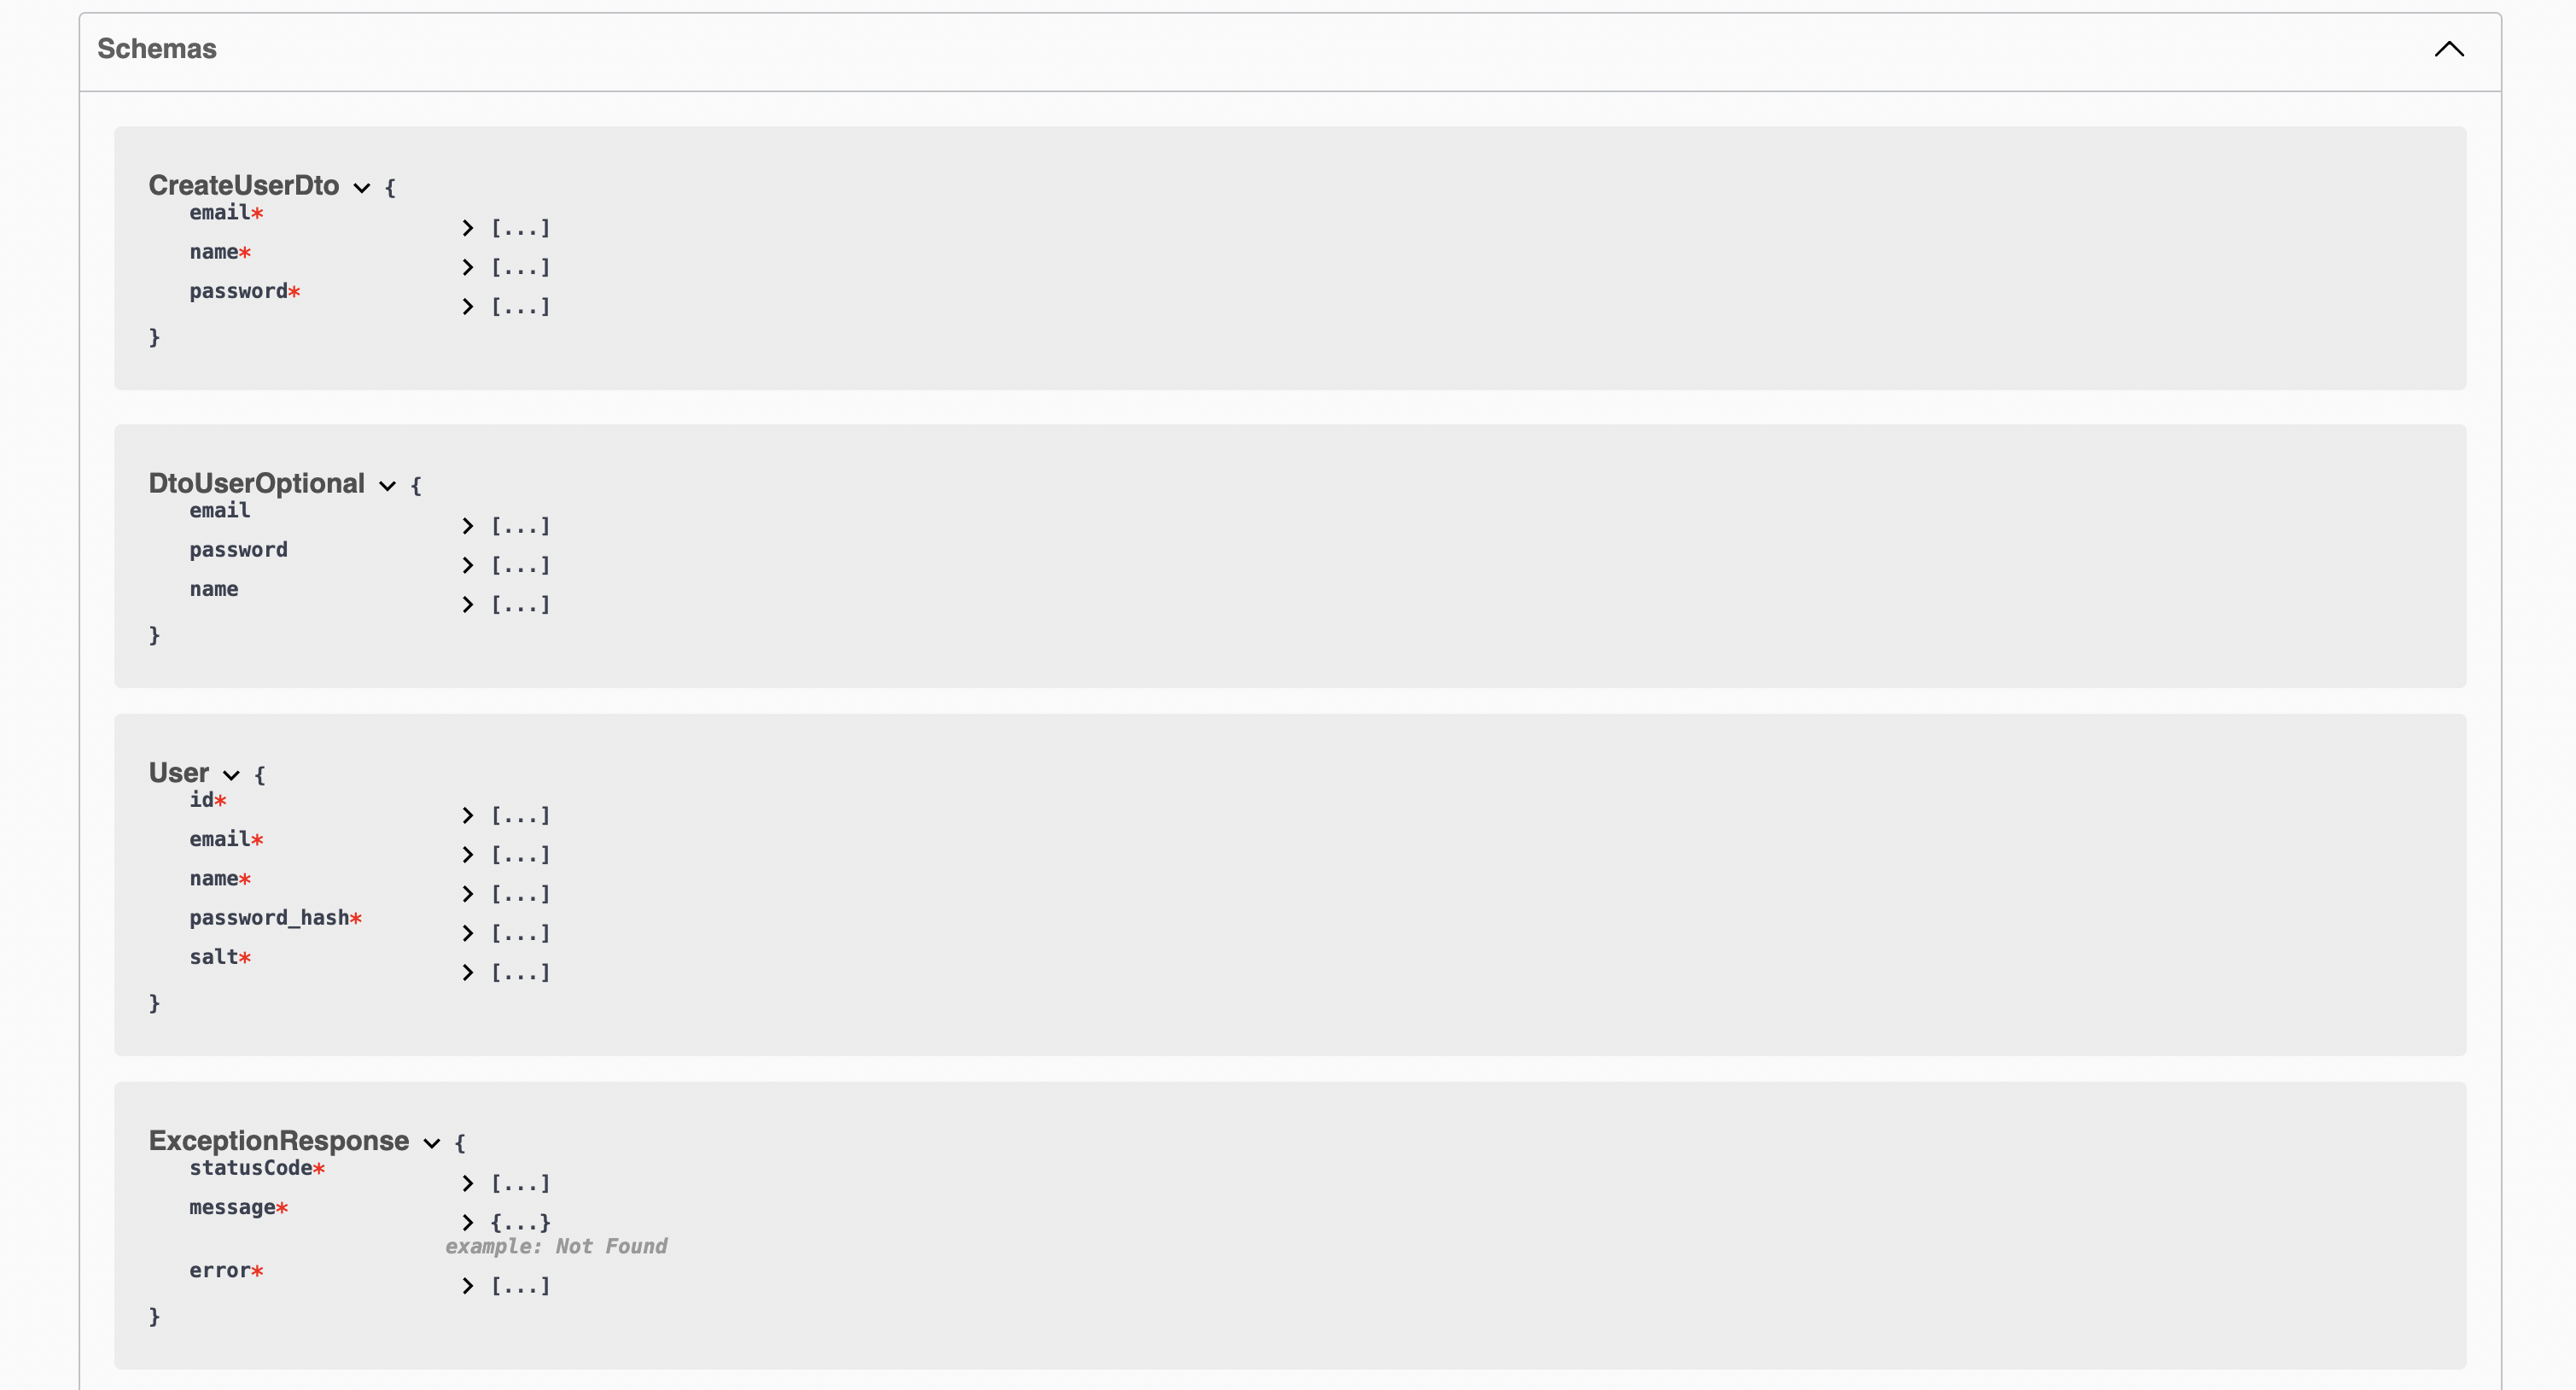 Schemas
CreateUserDto {
email* [...]
name* [...]
password* [...]
}
DtoUserOptional {
email [...]
password [...]
name [...]
}
User {
id* [...]
email* [...]
name* [...]
password_hash* [...]
salt* [...]
}
ExceptionResponse {
statusCode* [...]
message* {...}
example: Not Found
error* [...]
}